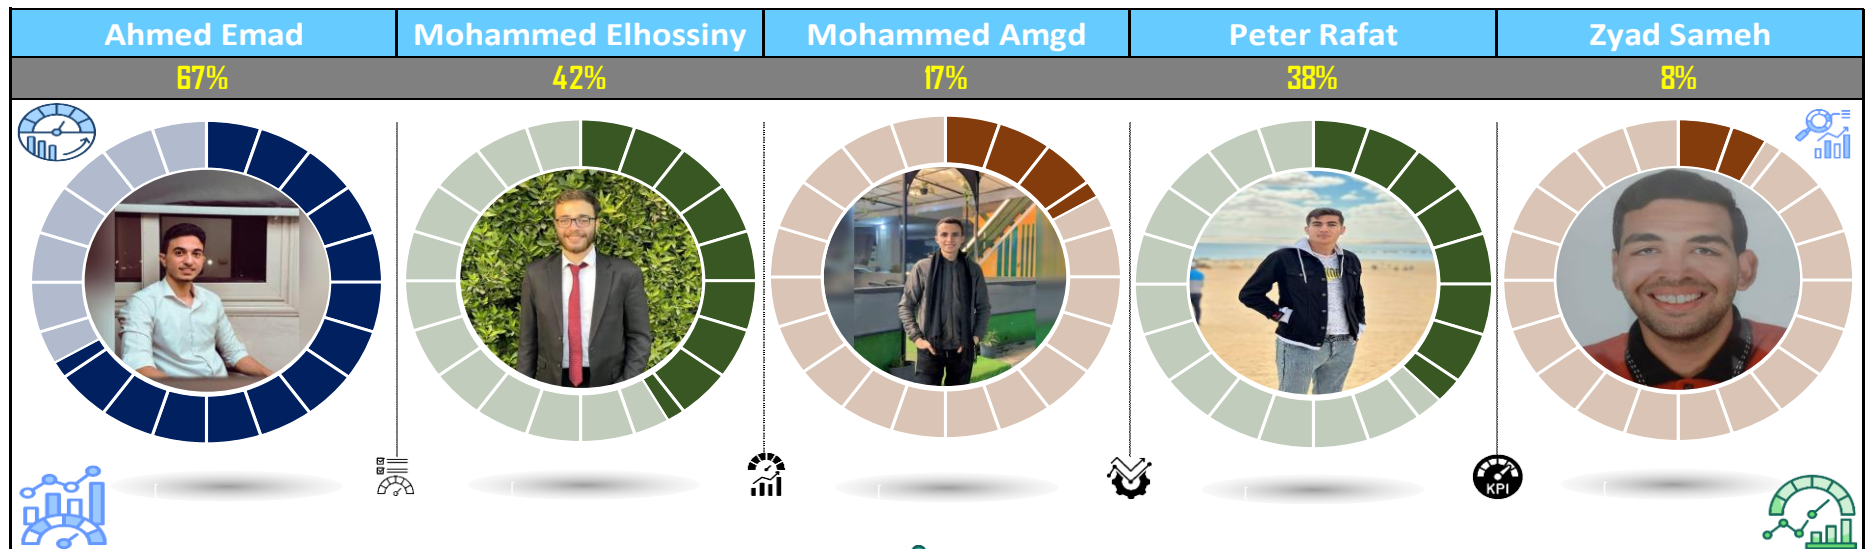 Ahmed Emad
Mohammed Elhossiny
Mohammed Amgd
Peter Rafat
Zyad Sameh
67%
42%
17%
38%
8%
KPI